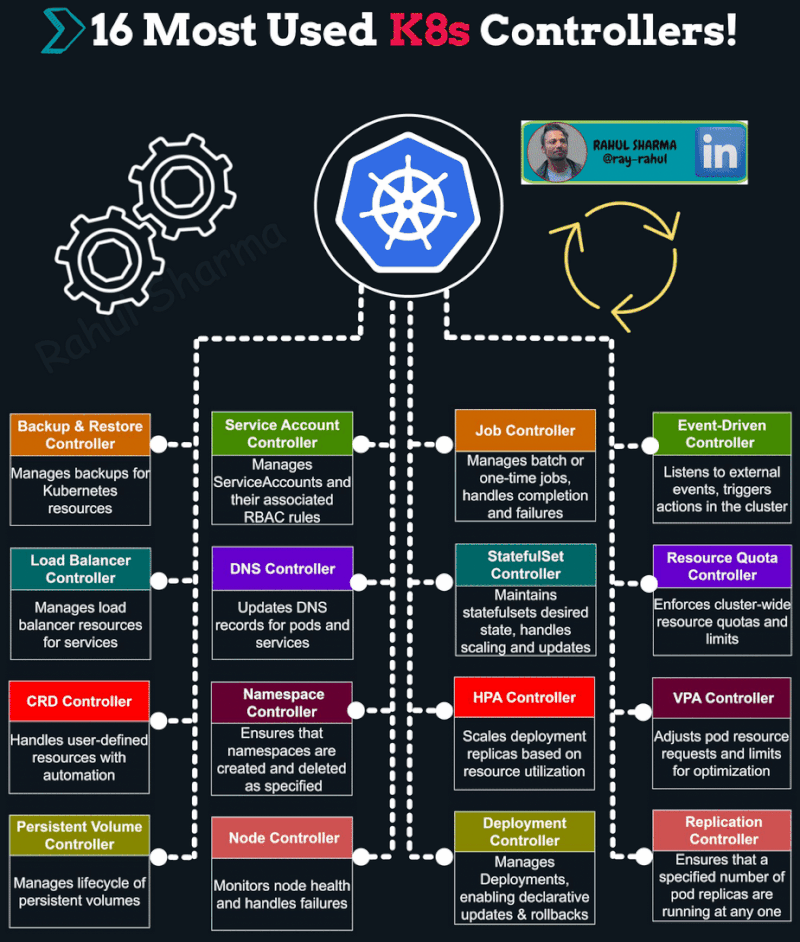 16 Most Used K8s Controllers!
RAHUL SHARMA
@ray-rahul
in
Rahul Sharma
Backup & Restore
Controller
Manages backups for
Kubernetes
resources
Service Account
Controller
Manages
ServiceAccounts and
their associated
RBAC rules
Job Controller
Manages batch or
one-time jobs,
handles completion
and failures
Event-Driven
Controller
Listens to external
events, triggers
actions in the cluster
Load Balancer
Controller
Manages load
balancer resources
for services
DNS Controller
Updates DNS
records for pods and
services
StatefulSet
Controller
Maintains
statefulsets desired
state, handles
scaling and updates
Resource Quota
Controller
Enforces cluster-wide
resource quotas and
limits
CRD Controller
Handles user-defined
resources with
automation
Namespace
Controller
Ensures that
namespaces are
created and deleted
as specified
HPA Controller
Scales deployment
replicas based on
resource utilization
VPA Controller
Adjusts pod resource
requests and limits
for optimization
Persistent Volume
Controller
Manages lifecycle of
persistent volumes
Node Controller
Monitors node health
and handles failures
Deployment
Controller
Manages
Deployments,
enabling declarative
updates & rollbacks
Replication
Controller
Ensures that a
specified number of
pod replicas are
running at any one